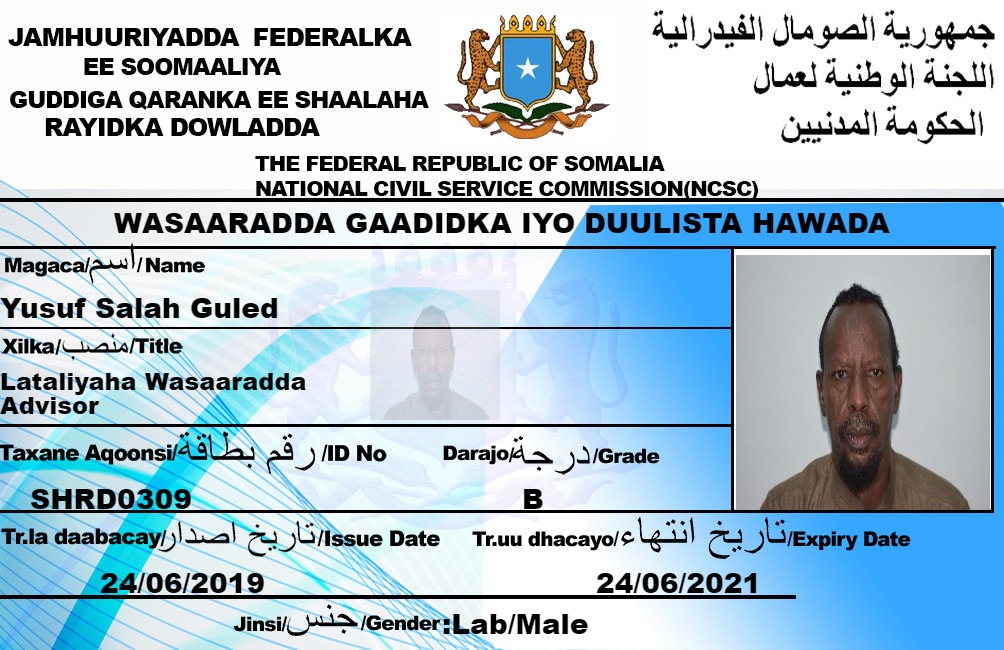 JAMHUURIYADDA FEDERALKA
EE SOOMAALIYA
GUDDIGA QARANKA EE SHAALAHA
RAYIDKA DOWLADDA
جمهورية الصومال الفيدرالية
اللجنة الوطنية لعمال
الحكومة المدنيين
THE FEDERAL REPUBLIC OF SOMALIA
NATIONAL CIVIL SERVICE COMMISSION(NCSC)
WASAARADDA GAADIDKA IYO DUULISTA HAWADA
Magaca/اسم/Name
Yusuf Salah Guled
Xilka/منصب/Title
Lataliyaha Wasaaradda
Advisor
Taxane Aqoonsi/رقم بطاقة/ID No Darajo/درجة/Grade
SHRD0309 B
Tr.la daabacay/تاريخ اصدار/Issue Date Tr.uu dhacayo/تاريخ انتهاء/Expiry Date
24/06/2019 24/06/2021
Jinsi/جنس/Gender:Lab/Male